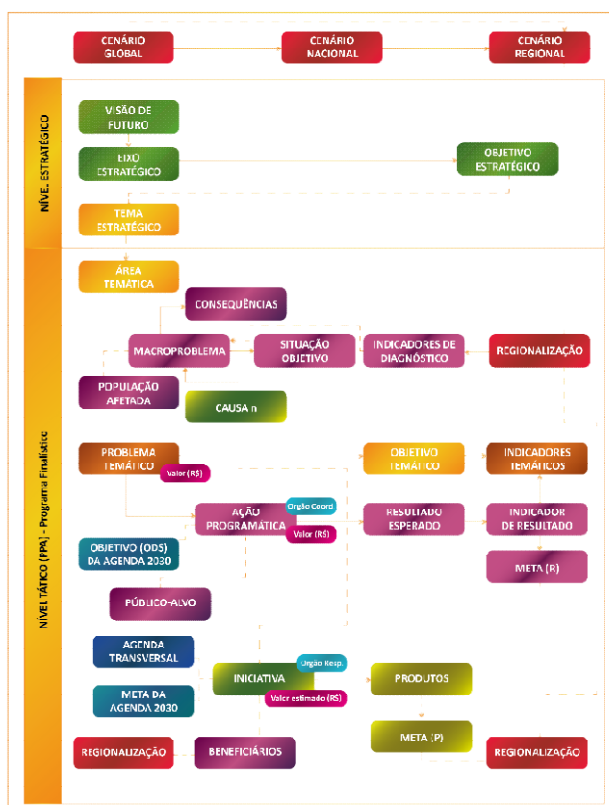 CENÁRIO
GLOBAL
CENÁRIO
NACIONAL
CENÁRIO
REGIONAL
NÍVEL ESTRATÉGICO
VISÃO DE
FUTURO
EIXO
ESTRATÉGICO
OBJETIVO
ESTRATÉGICO
TEMA
ESTRATÉGICO
NÍVEL TÁTICO (PPA) - Programa Finalístico
ÁREA
TEMÁTICA
CONSEQUÊNCIAS
MACROPROBLEMA
SITUAÇÃO
OBJETIVO
INDICADORES DE
DIAGNÓSTICO
REGIONALIZAÇÃO
POPULAÇÃO
AFETADA
CAUSA n
PROBLEMA
TEMÁTICO
Valor (R$)
OBJETIVO
TEMÁTICO
INDICADORES
TEMÁTICOS
AÇÃO
PROGRAMÁTICA
Orgão Coord
Valor (R$)
RESULTADO
ESPERADO
INDICADOR
DE RESULTADO
OBJETIVO (ODS)
DA AGENDA 2030
META (R)
PÚBLICO-ALVO
AGENDA
TRANSVERSAL
INICIATIVA
Orgão Resp.
Valor estimado (R$)
PRODUTOS
META DA
AGENDA 2030
META (P)
REGIONALIZAÇÃO
BENEFICIÁRIOS
REGIONALIZAÇÃO